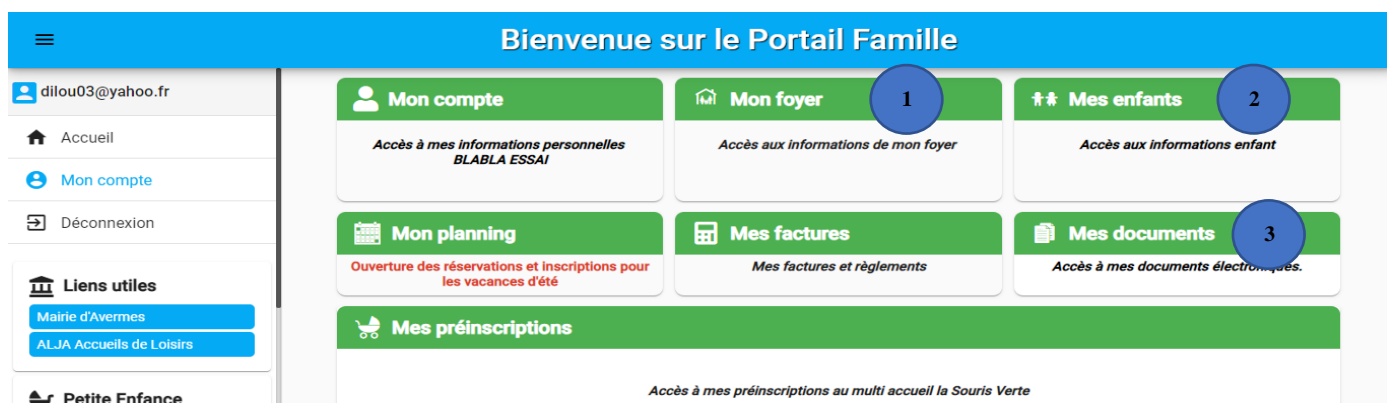 Bienvenue sur le Portail Famille
dilou03@yahoo.fr
Accueil
Mon compte
Déconnexion
Liens utiles
Mairie d'Avermes
ALJA Accueils de Loisirs
Petite Enfance
Mon compte
Accès à mes informations personnelles
BLABLA ESSAI
Mon foyer 1
Accès aux informations de mon foyer
Mes enfants 2
Accès aux informations enfant
Mon planning
Ouverture des réservations et inscriptions pour
les vacances d'été
Mes factures
Mes factures et règlements
Mes documents 3
Accès à mes documents électroniques.
Mes préinscriptions
Accès à mes préinscriptions au multi accueil la Souris Verte